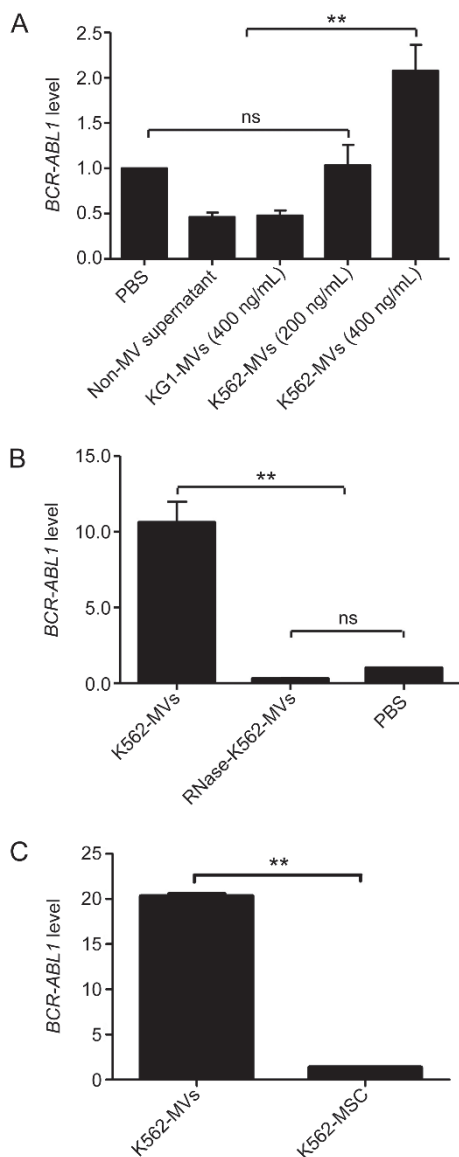 A
**
2.5
2.0
ns
1.5
1.0
0.5
0.0
BCR-ABL1 level
PBS
Non-MV supernatant
KG1-MVs (400 ng/mL)
K562-MVs (200 ng/mL)
K562-MVs (400 ng/mL)
B
15.0
**
10.0
5.0
ns
0.0
BCR-ABL1 level
K562-MVs
RNase-K562-MVs
PBS
C
25
**
20
15
10
5
0
BCR-ABL1 level
K562-MVs
K562-MSC